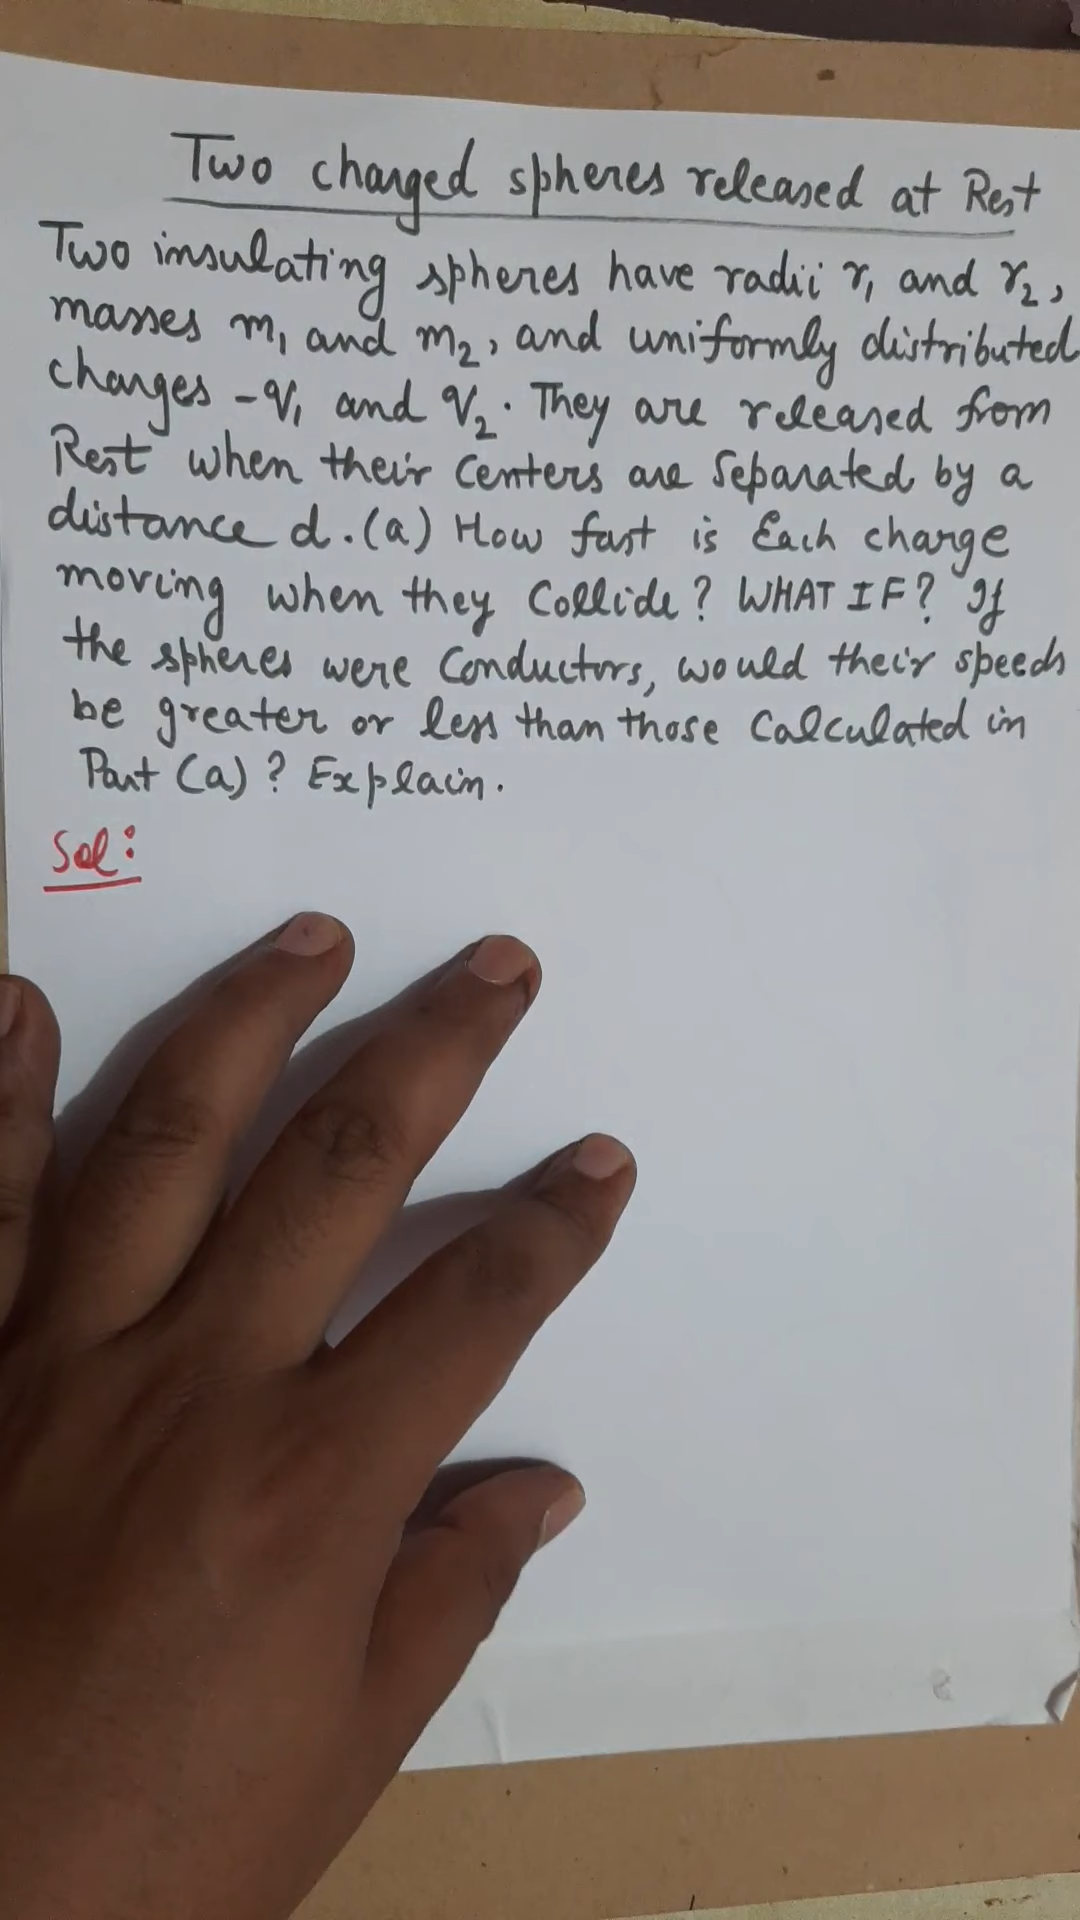 Two charged spheres released at Rest
Two insulating spheres have radii r₁ and r₂,
masses m₁ and m₂, and uniformly distributed
charges -q₁ and q₂. They are released from
Rest when their Centers are Separated by a
distance d. (a) How fast is Each charge
moving when they Collide? WHAT IF? If
the spheres were Conductors, would their speeds
be greater or less than those Calculated in
Part (a)? Explain.
Sol: